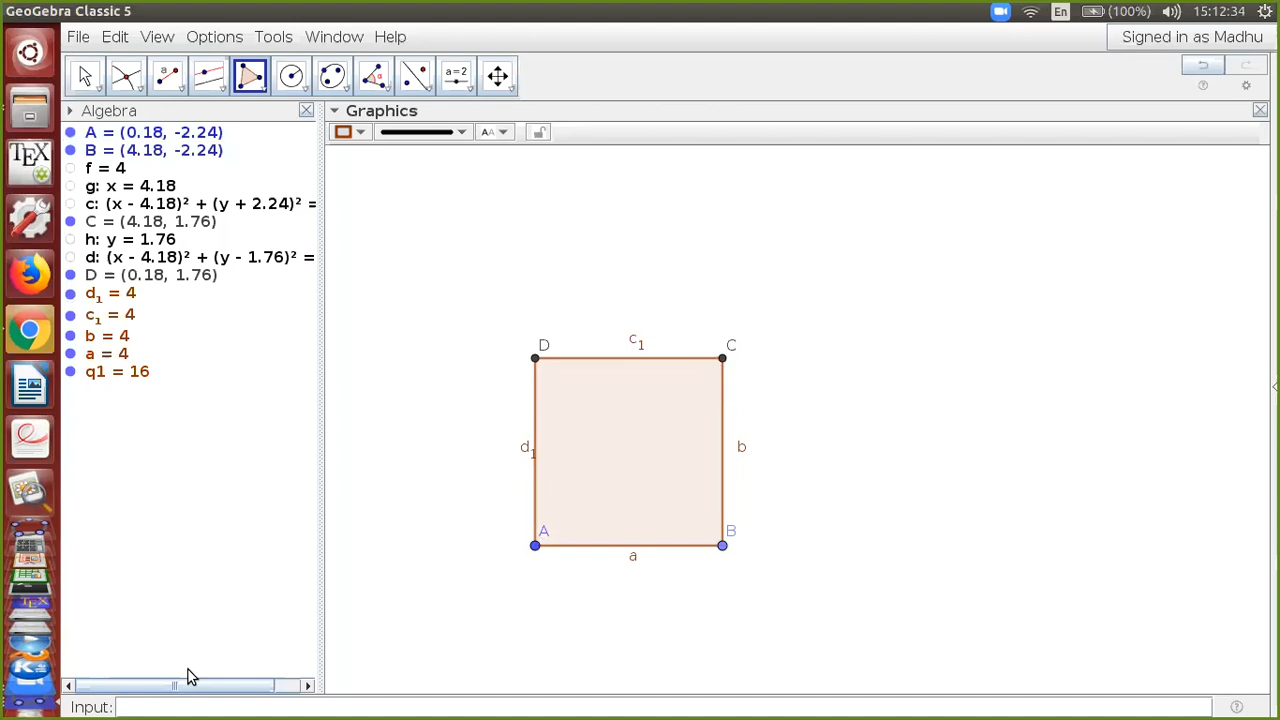 GeoGebra Classic 5
En (100%) 15:12:34
File Edit View Options Tools Window Help
Signed in as Madhu
a=2
Algebra
Graphics
AA
A = (0.18, -2.24)
B = (4.18, -2.24)
f = 4
g: x = 4.18
c: (x - 4.18)² + (y + 2.24)² =
C = (4.18, 1.76)
h: y = 1.76
d: (x - 4.18)² + (y - 1.76)² =
D = (0.18, 1.76)
d₁ = 4
c₁ = 4
b = 4
a = 4
q1 = 16
D c₁ C
d₁ b
A B
a
TEX
Input: